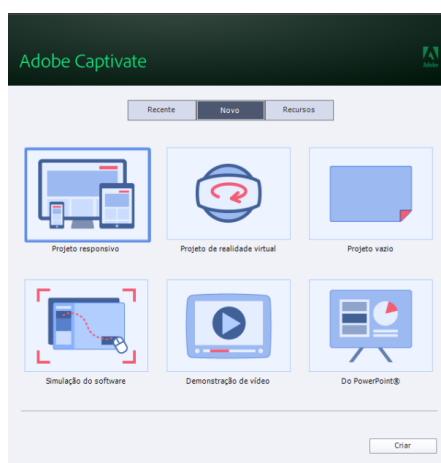 Adobe Captivate
Adobe
Recente Novo Recursos
Projeto responsivo Projeto de realidade virtual Projeto vazio
Simulação do software Demonstração de vídeo Do PowerPoint®
Criar